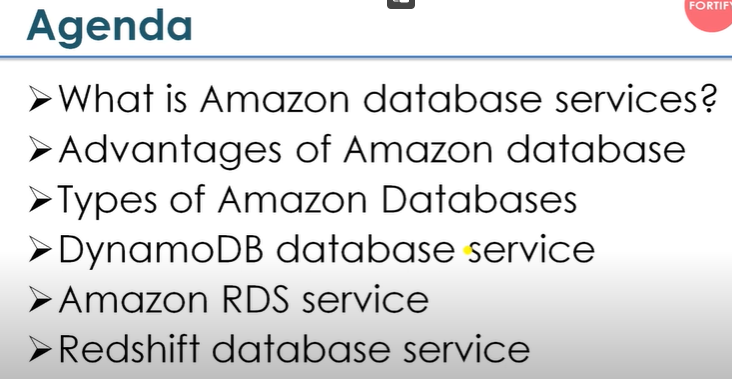 Agenda
What is Amazon database services?
Advantages of Amazon database
Types of Amazon Databases
DynamoDB database service
Amazon RDS service
Redshift database service